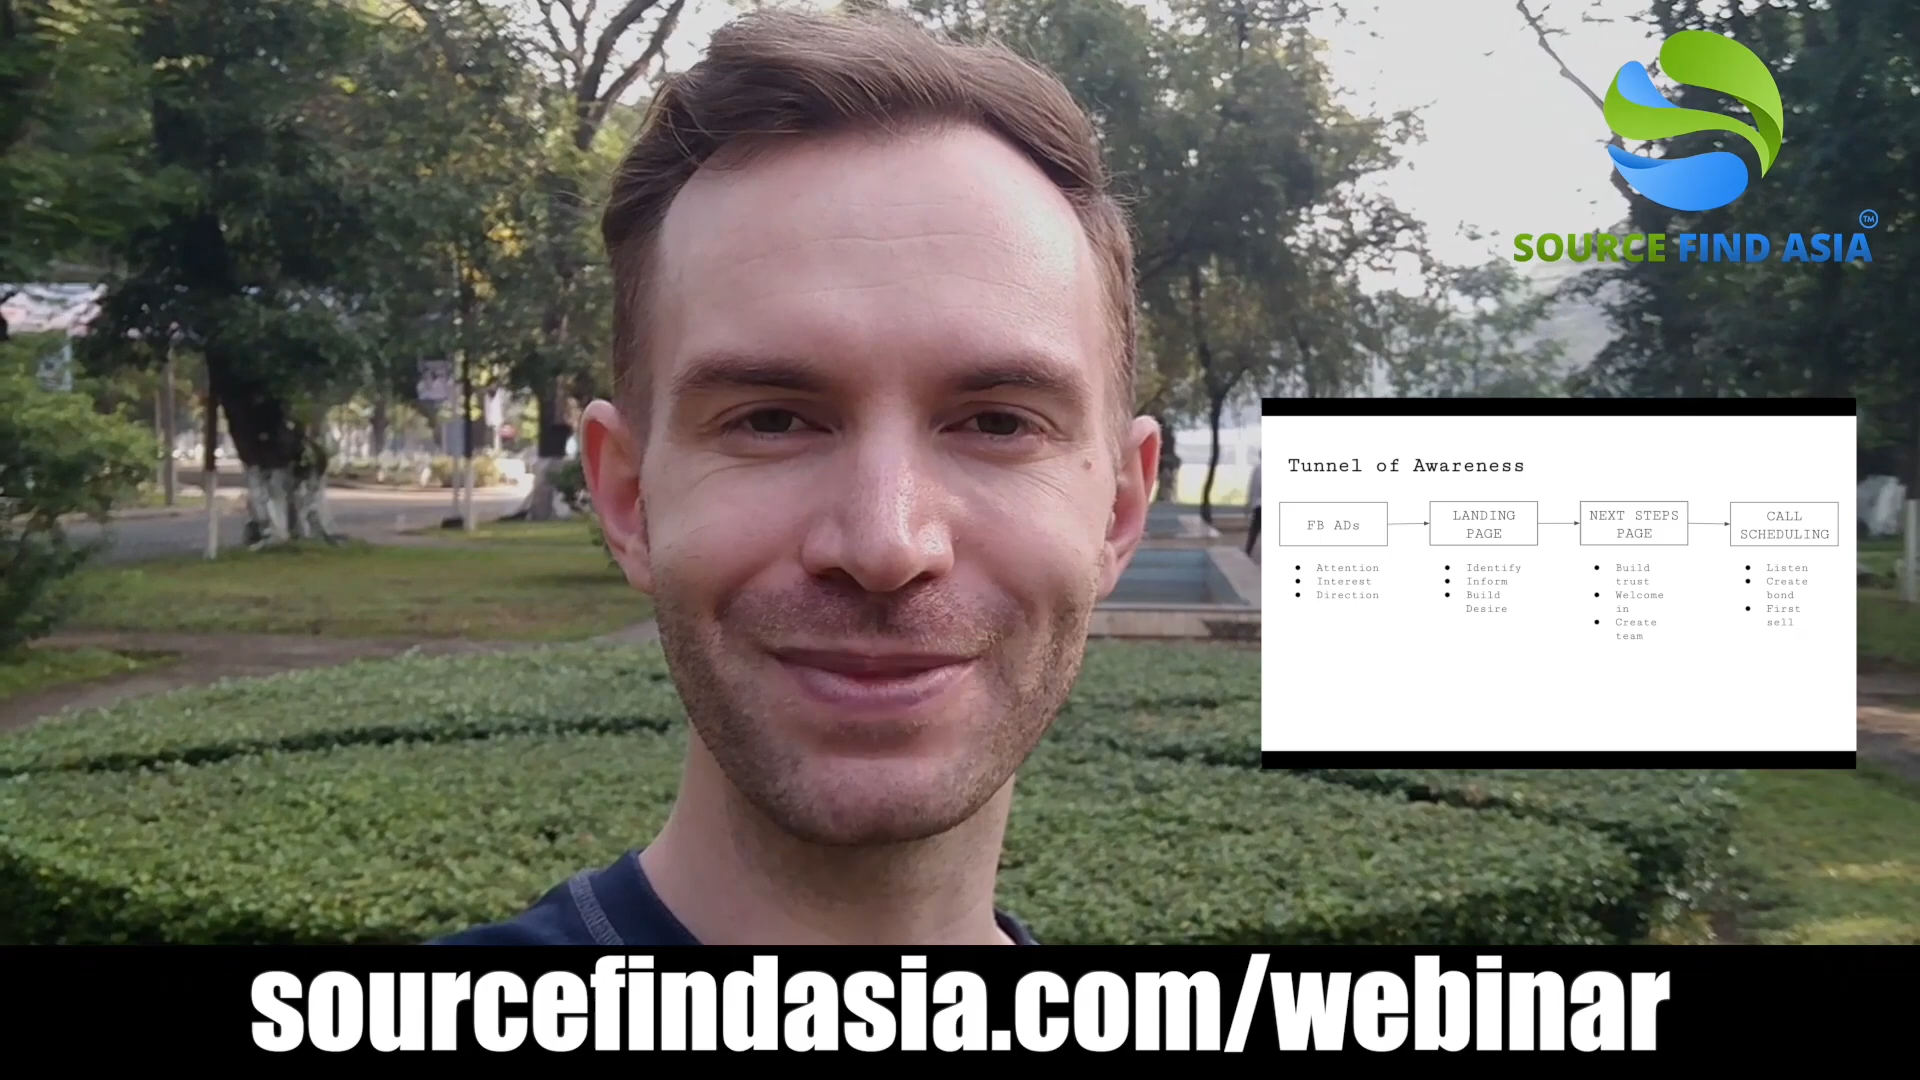 SOURCE FIND ASIA
TM
Tunnel of Awareness
FB ADs
LANDING
PAGE
NEXT STEPS
PAGE
CALL
SCHEDULING
Attention
Interest
Direction
Identify
Inform
Build
Desire
Build
trust
Welcome
in
Create
team
Listen
Create
bond
First
sell
sourcefindasia.com/webinar